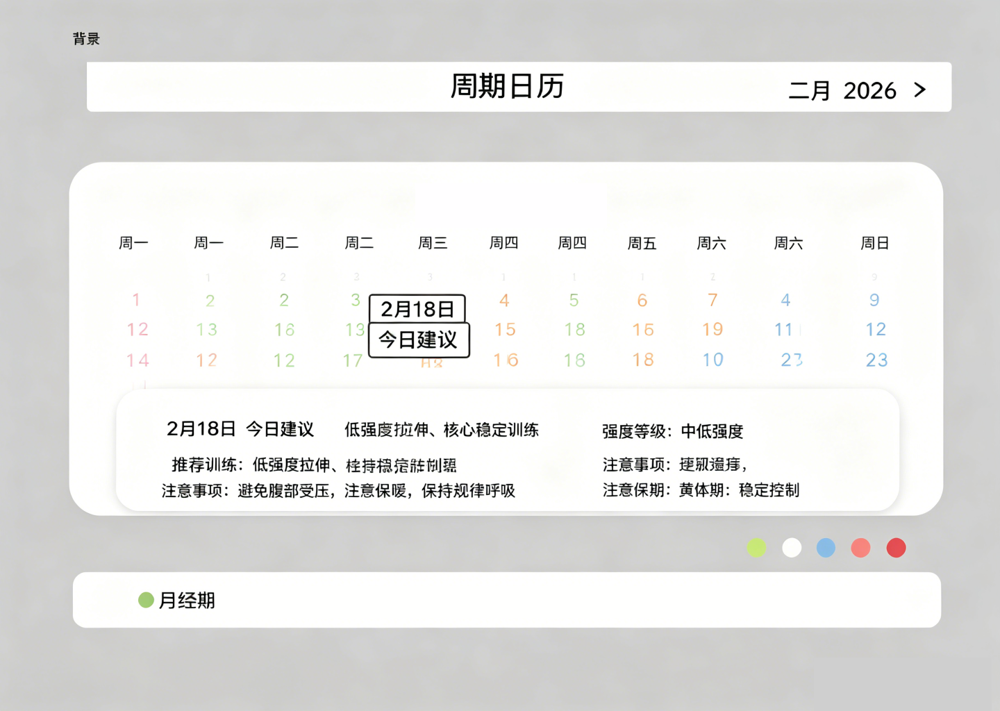 背景
周期日历
二月 2026 >
周一 周一 周二 周二 周三 周四 周四 周五 周六 周六 周日
1 2 3 3 1 1 1 2 9
1 2 2 3 4 5 6 7 4 9
2月18日
12 13 16 13 15 18 16 19 11 12
今日建议
14 12 12 17 16 16 18 10 23 23
2月18日 今日建议 低强度拉伸、核心稳定训练 强度等级：中低强度
推荐训练：低强度拉伸、 注意事项：
注意事项：避免腹部受压，注意保暖，保持规律呼吸 注意保期：黄体期：稳定控制
月经期